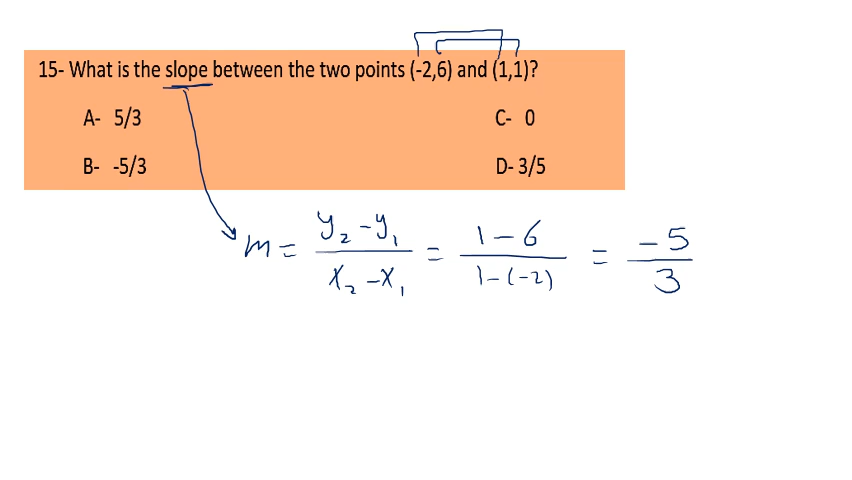 15- What is the slope between the two points (-2,6) and (1,1)?
A- 5/3
C- 0
B- -5/3
D- 3/5
m = y₂ - y₁ / x₂ - x₁ = 1 - 6 / 1 - (-2) = -5 / 3